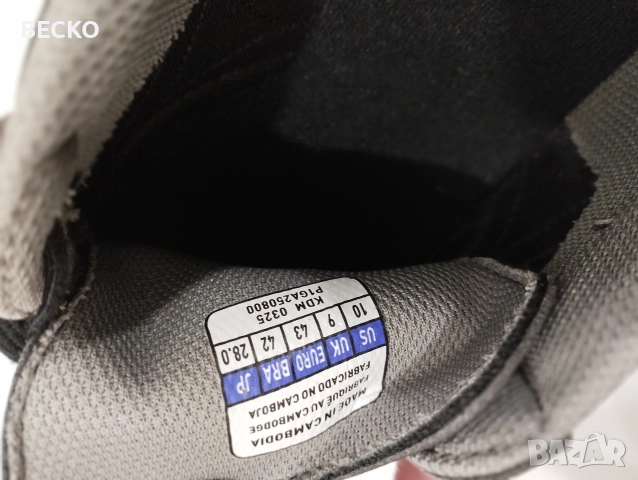 BECKO
MADE IN CAMBODIA
FABRIQUÉ AU CAMBODGE
FABRICADO NO CAMBOJA
US UK EURO BRA JP
10 9 43 42 28.0
KDM 0325
P1GA250800
BAZAR